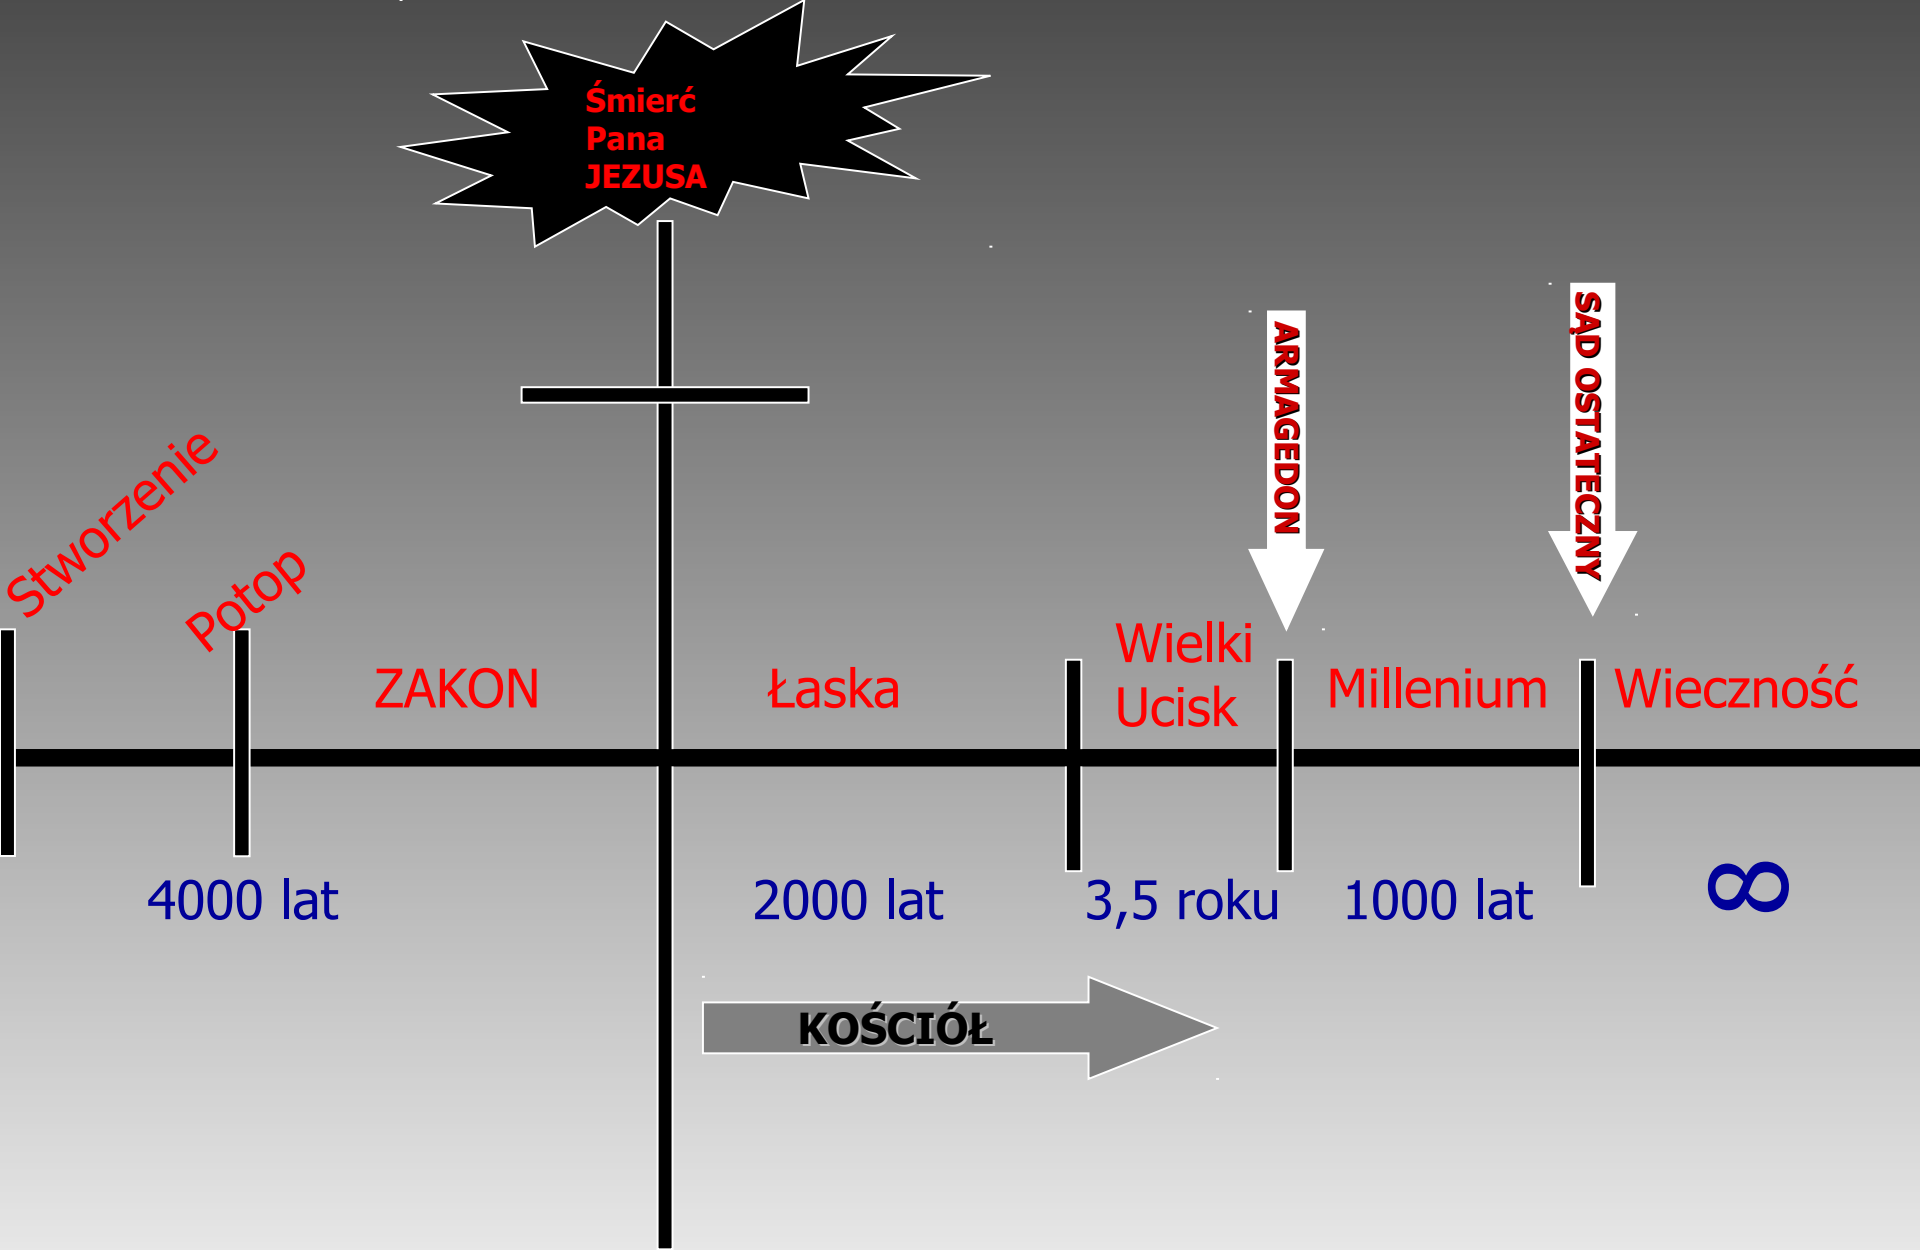 Śmierć
Pana
JEZUSA
ARMAGEDON
SĄD OSTATECZNY
Stworzenie
Potop
ZAKON
Łaska
Wielki
Ucisk
Millenium
Wieczność
4000 lat
2000 lat
3,5 roku
1000 lat
∞
KOŚCIÓŁ